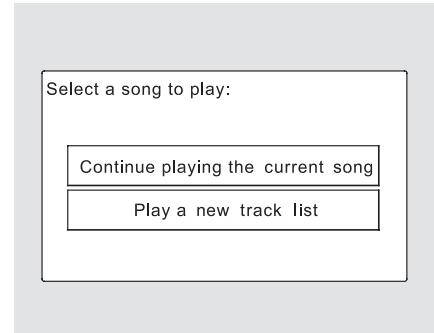 Select a song to play:
Continue playing the current song
Play a new track list